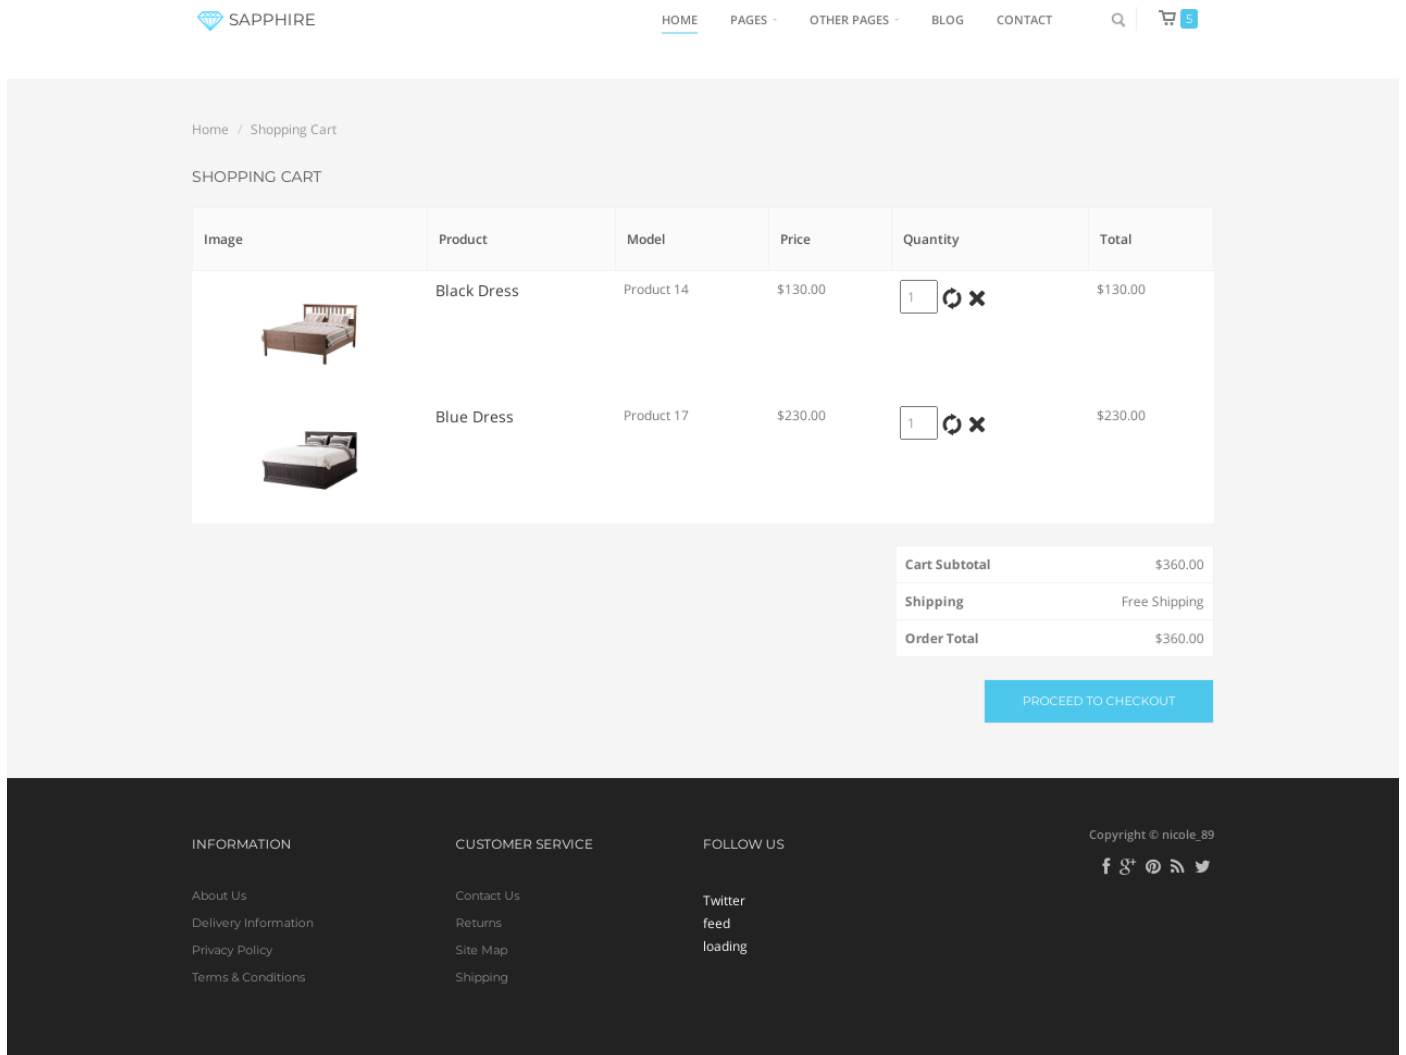 SAPPHIRE HOME PAGES - OTHER PAGES - BLOG CONTACT 5
Home / Shopping Cart
SHOPPING CART
Image Product Model Price Quantity Total
Black Dress Product 14 $130.00 1 $130.00
Blue Dress Product 17 $230.00 1 $230.00
Cart Subtotal $360.00
Shipping Free Shipping
Order Total $360.00
PROCEED TO CHECKOUT
INFORMATION
About Us
Delivery Information
Privacy Policy
Terms & Conditions
CUSTOMER SERVICE
Contact Us
Returns
Site Map
Shipping
FOLLOW US
Twitter
feed
loading
Copyright © nicole_89